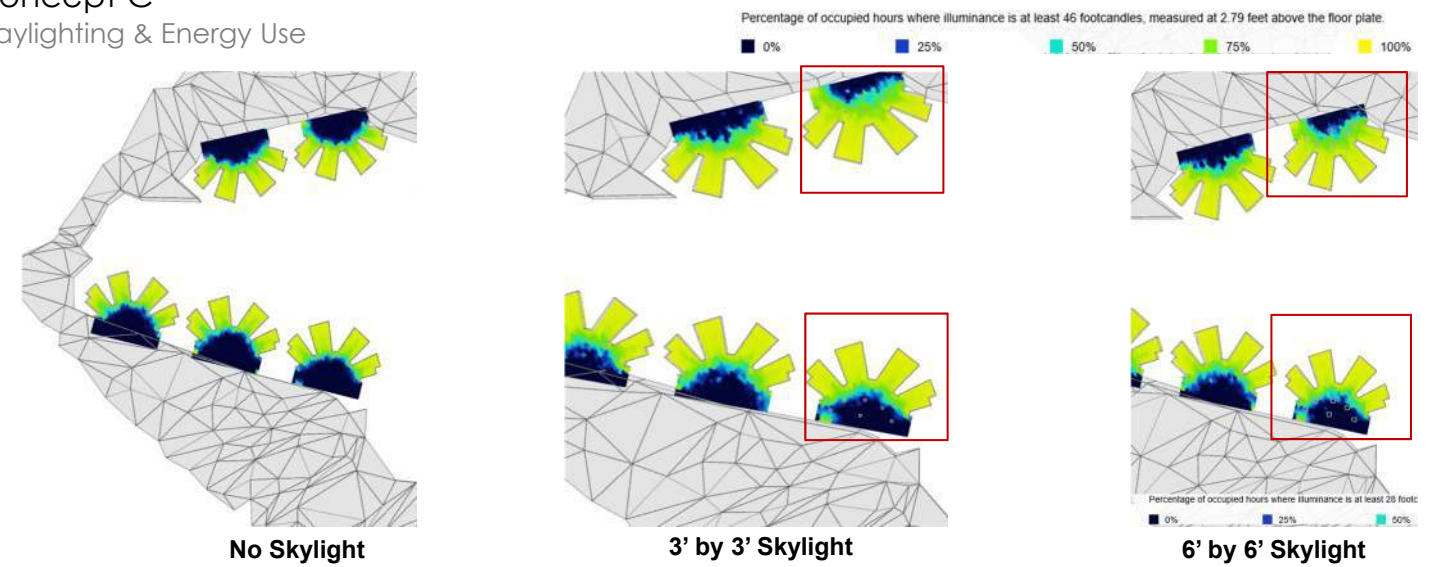 oncept C
aylighting & Energy Use
Percentage of occupied hours where illuminance is at least 46 footcandles, measured at 2.79 feet above the floor plate.
0% 25% 50% 75% 100%
Percentage of occupied hours where illuminance is at least 28 footc
0% 25% 50%
No Skylight 3’ by 3’ Skylight 6’ by 6’ Skylight